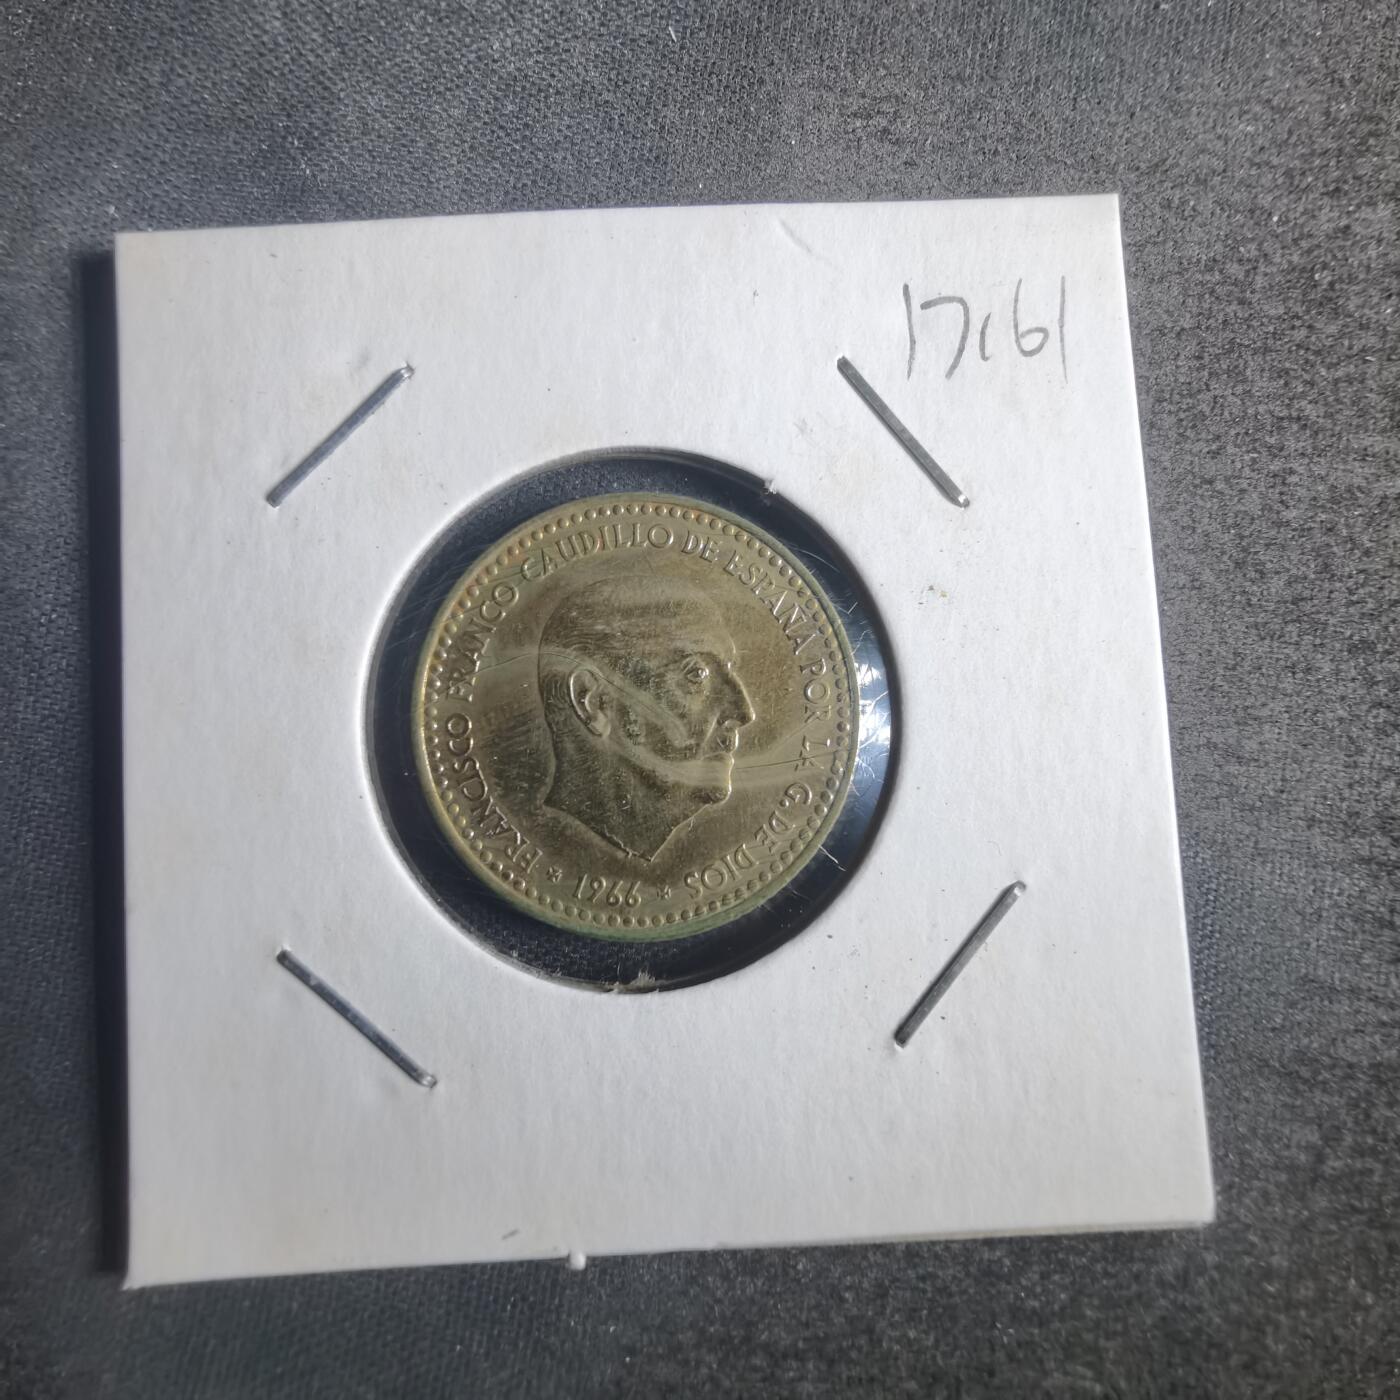 17161
FRANCISCO FRANCO CAUDILLO DE ESPAÑA POR LA G. DE DIOS
* 1966 *